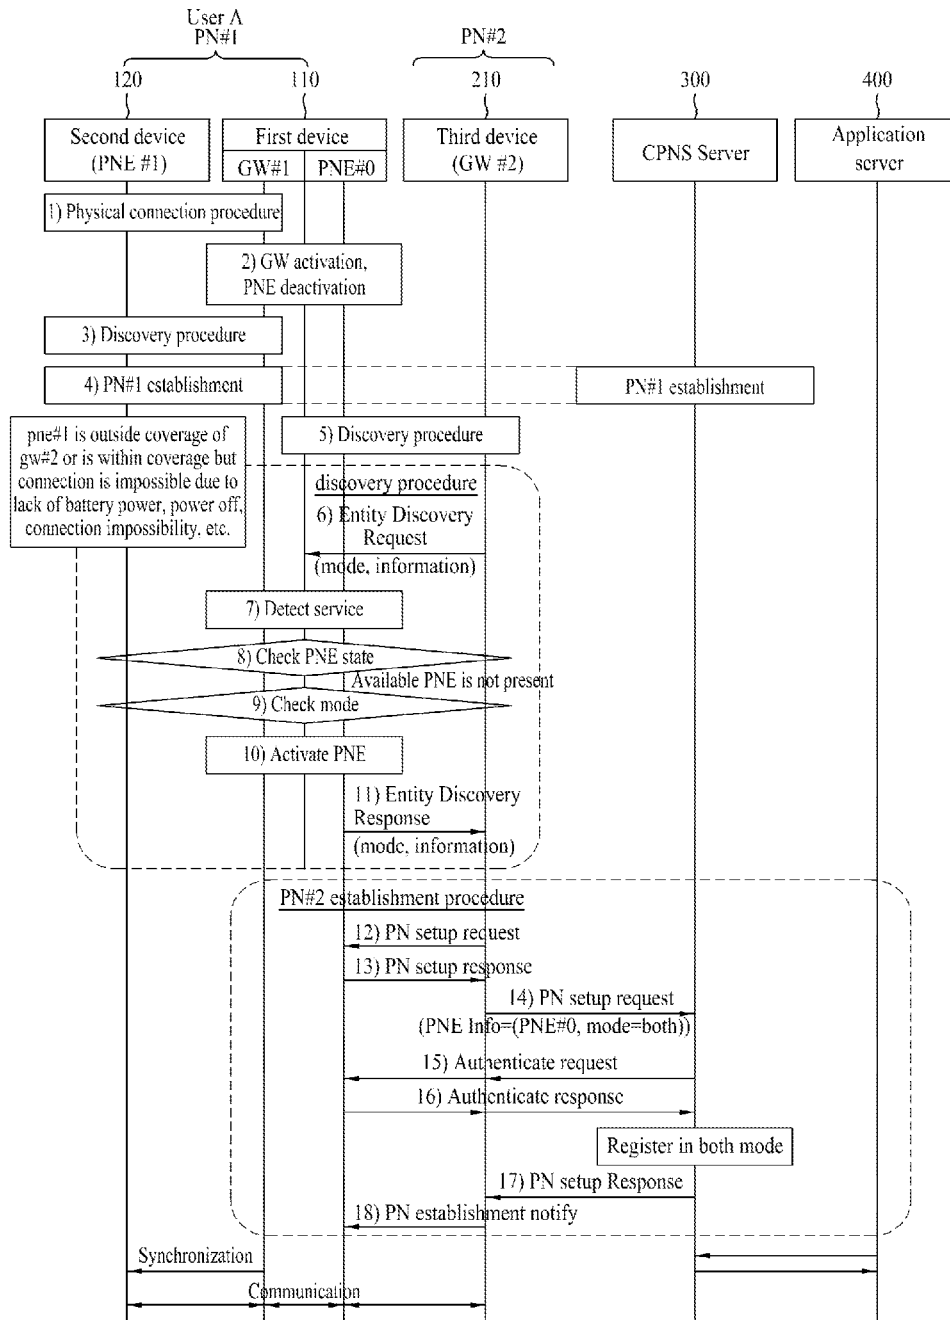 User A
PN#1
PN#2
120
110
210
300
400
Second device
(PNE #1)
First device
GW#1
PNE#0
Third device
(GW #2)
CPNS Server
Application
server
1) Physical connection procedure
2) GW activation,
PNE deactivation
3) Discovery procedure
4) PN#1 establishment
PN#1 establishment
pne#1 is outside coverage of
gw#2 or is within coverage but
connection is impossible due to
lack of battery power, power off,
connection impossibility, etc.
5) Discovery procedure
discovery procedure
6) Entity Discovery
Request
(mode, information)
7) Detect service
8) Check PNE state
Available PNE is not present
9) Check mode
10) Activate PNE
11) Entity Discovery
Response
(mode, information)
PN#2 establishment procedure
12) PN setup request
13) PN setup response
14) PN setup request
(PNE Info=(PNE#0, mode=both))
15) Authenticate request
16) Authenticate response
Register in both mode
17) PN setup Response
18) PN establishment notify
Synchronization
Communication